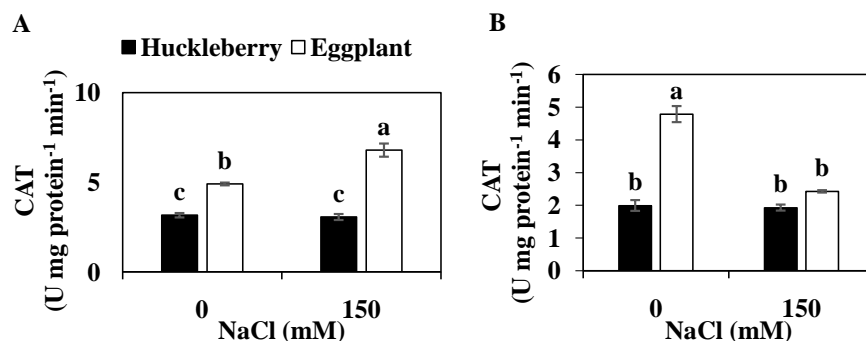 A
B
Huckleberry Eggplant
CAT
(U mg protein-1 min-1)
10
5
0
c
b
c
a
0
150
NaCl (mM)
CAT
(U mg protein-1 min-1)
6
5
4
3
2
1
0
b
a
b
b
0
150
NaCl (mM)